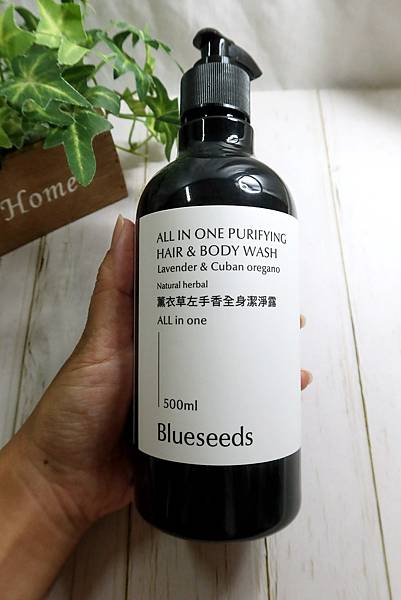 Home
ALL IN ONE PURIFYING
HAIR & BODY WASH
Lavender & Cuban oregano
Natural herbal
薰衣草左手香全身潔淨露
ALL in one
500ml
Blueseeds